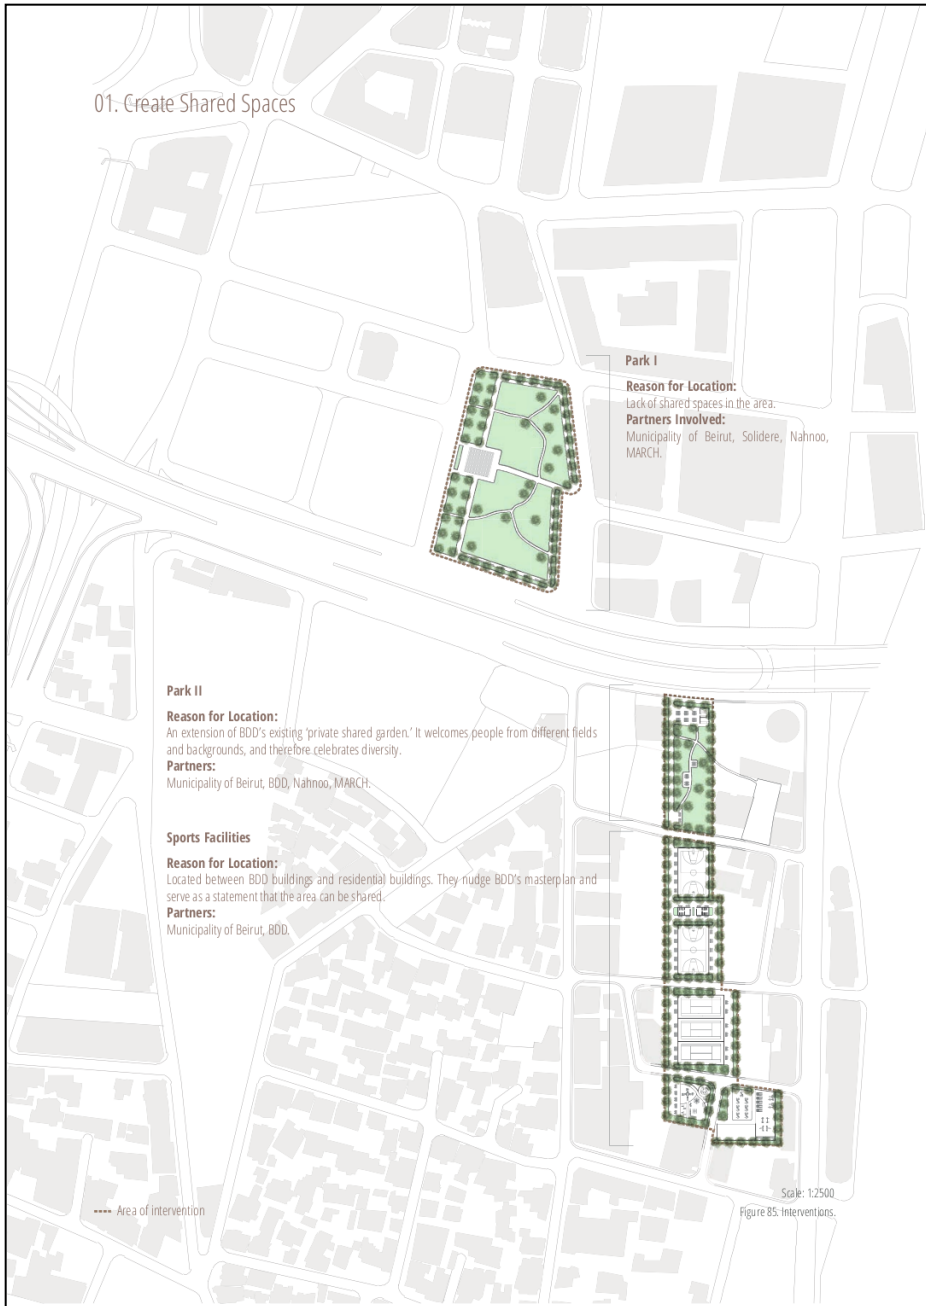 01. Create Shared Spaces
Park I
Reason for Location:
Lack of shared spaces in the area.
Partners Involved:
Municipality of Beirut, Solidere, Nahnoo,
MARCH.
Park II
Reason for Location:
An extension of BDD's existing 'private shared garden.' It welcomes people from different fields
and backgrounds, and therefore celebrates diversity.
Partners:
Municipality of Beirut, BDD, Nahnoo, MARCH.
Sports Facilities
Reason for Location:
Located between BDD buildings and residential buildings. They nudge BDD's masterplan and
serve as a statement that the area can be shared.
Partners:
Municipality of Beirut, BDD.
Scale: 1:2500
Area of intervention
Figure 85. Interventions.